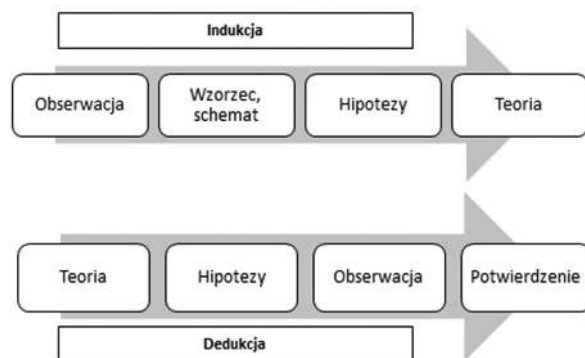 Indukcja
Obserwacja
Wzorzec,
schemat
Hipotezy
Teoria
Teoria
Hipotezy
Obserwacja
Potwierdzenie
Dedukcja